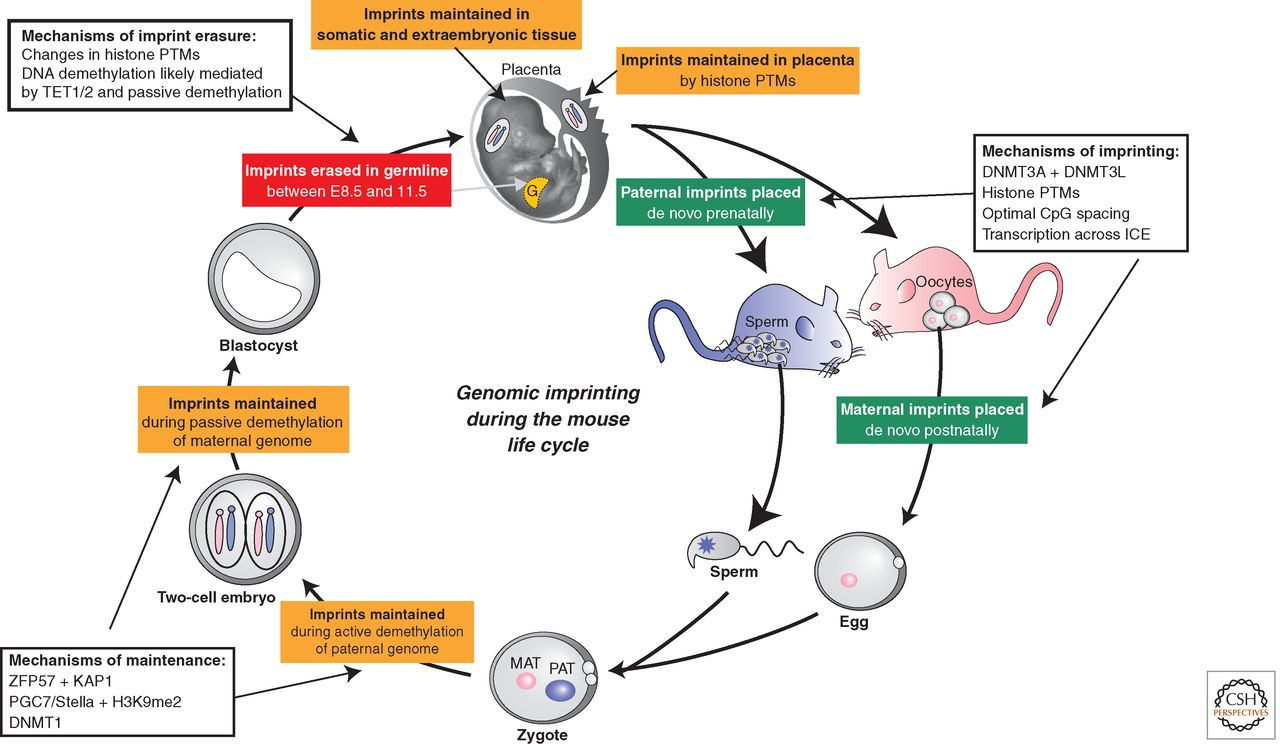 Mechanisms of imprint erasure:
Changes in histone PTMs
DNA demethylation likely mediated
by TET1/2 and passive demethylation
Imprints maintained in
somatic and extraembryonic tissue
Placenta
Imprints maintained in placenta
by histone PTMs
Imprints erased in germline
between E8.5 and 11.5
G
Paternal imprints placed
de novo prenatally
Mechanisms of imprinting:
DNMT3A + DNMT3L
Histone PTMs
Optimal CpG spacing
Transcription across ICE
Blastocyst
Sperm
Oocytes
Genomic imprinting
during the mouse
life cycle
Imprints maintained
during passive demethylation
of maternal genome
Maternal imprints placed
de novo postnatally
Two-cell embryo
Sperm
Egg
Imprints maintained
during active demethylation
of paternal genome
Mechanisms of maintenance:
ZFP57 + KAP1
PGC7/Stella + H3K9me2
DNMT1
MAT
PAT
Zygote
CSH
PERSPECTIVES